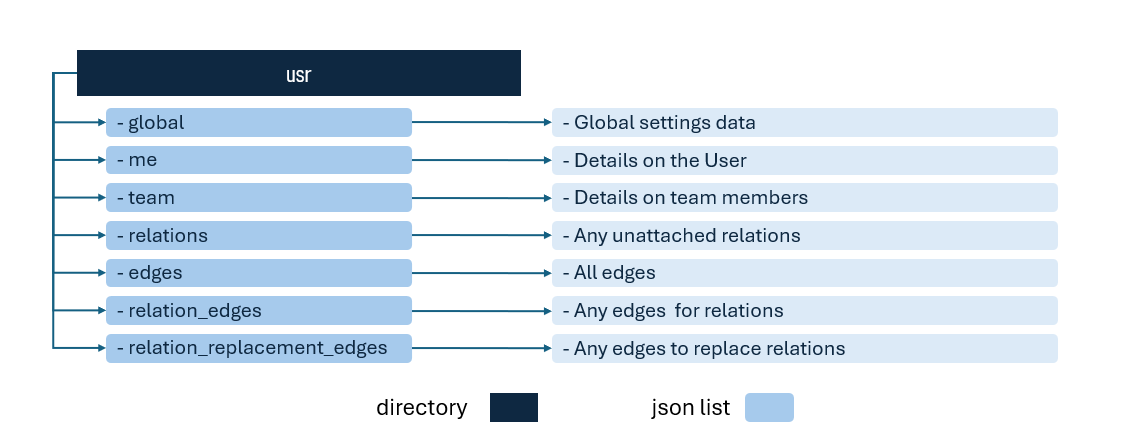 usr
- global
- Global settings data
- me
- Details on the User
- team
- Details on team members
- relations
- Any unattached relations
- edges
- All edges
- relation_edges
- Any edges  for relations
- relation_replacement_edges
- Any edges to replace relations
directory
json list